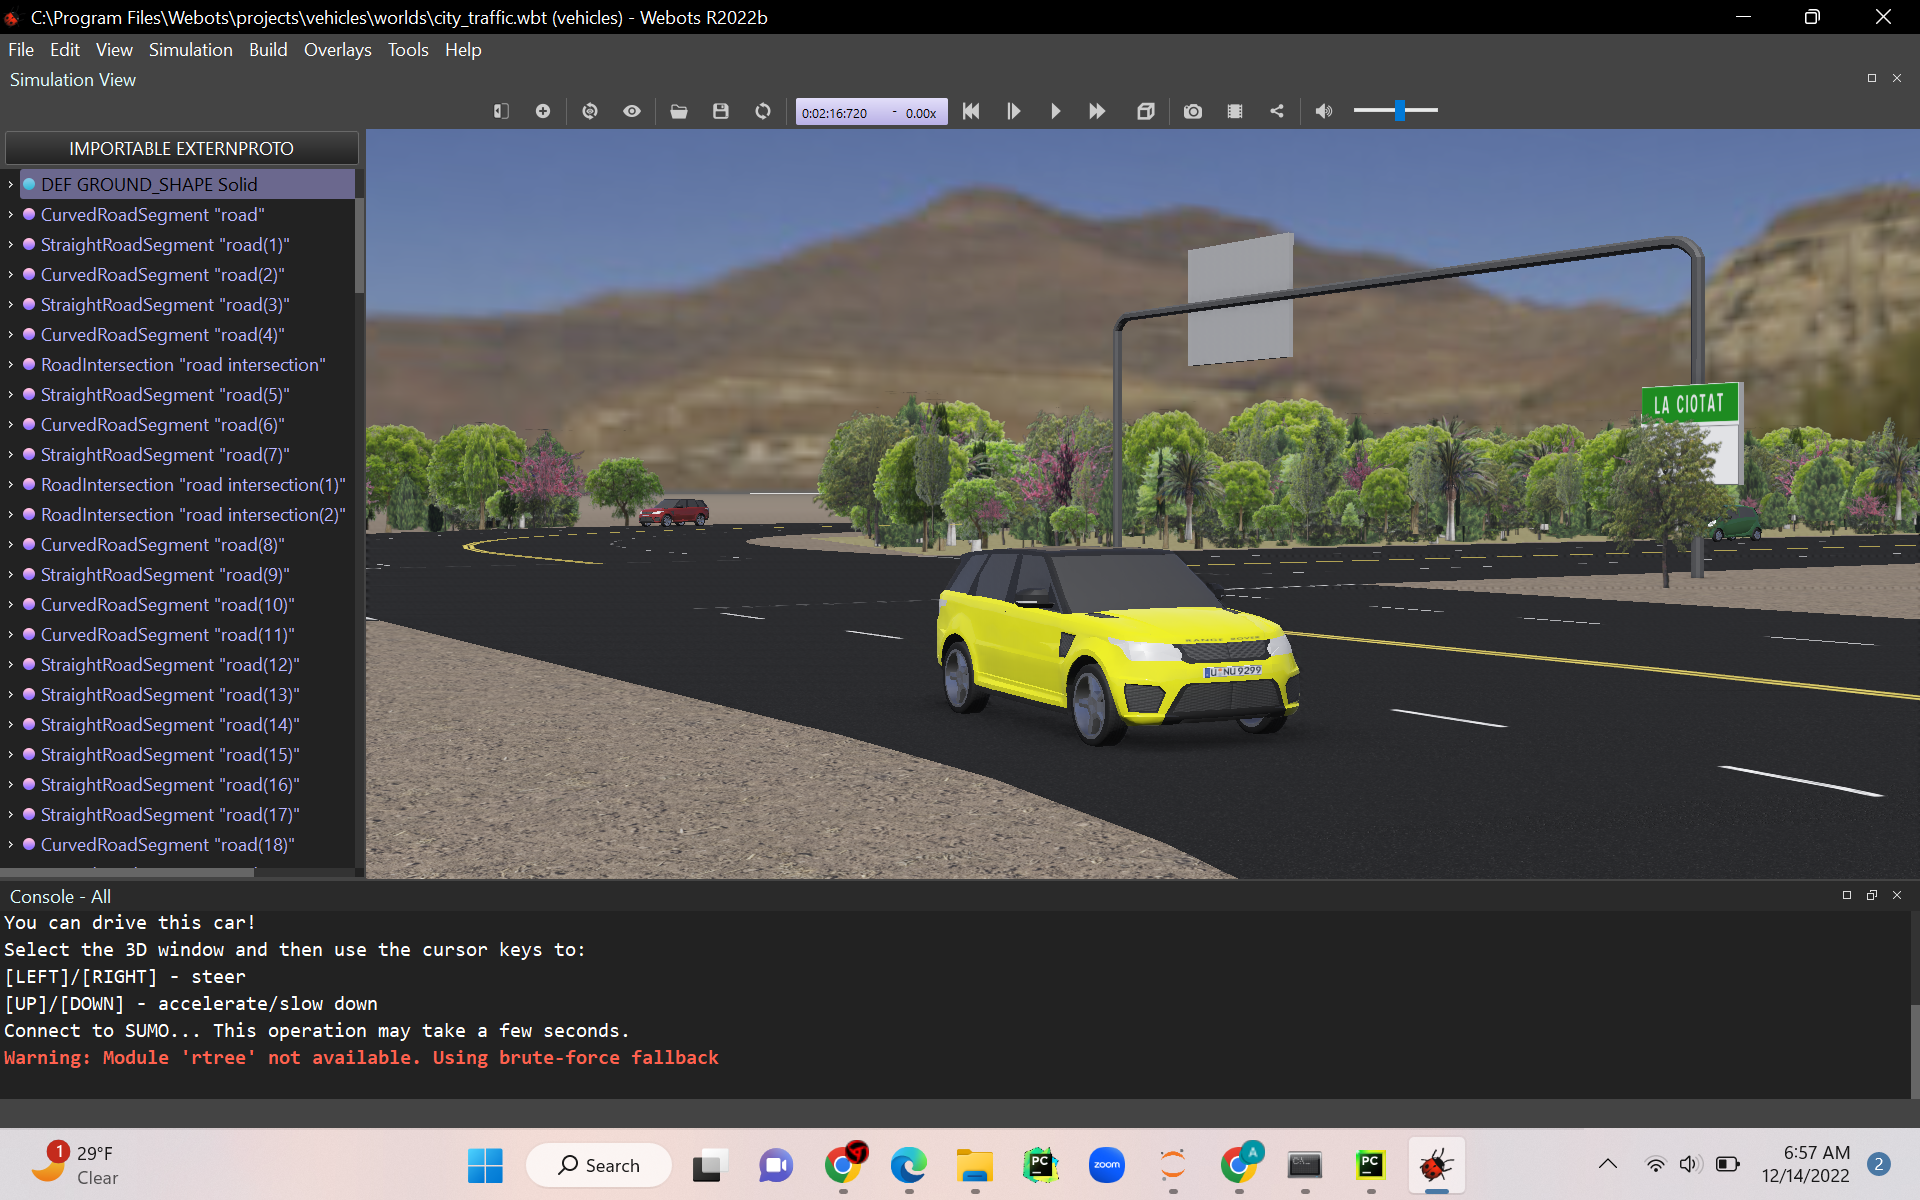 C:\Program Files\Webots\projects\vehicles\worlds\city_traffic.wbt (vehicles) - Webots R2022b
File Edit View Simulation Build Overlays Tools Help
Simulation View
0:02:16:720 - 0.00x
IMPORTABLE EXTERNPROTO
DEF GROUND_SHAPE Solid
CurvedRoadSegment "road"
StraightRoadSegment "road(1)"
CurvedRoadSegment "road(2)"
StraightRoadSegment "road(3)"
CurvedRoadSegment "road(4)"
RoadIntersection "road intersection"
StraightRoadSegment "road(5)"
CurvedRoadSegment "road(6)"
StraightRoadSegment "road(7)"
RoadIntersection "road intersection(1)"
RoadIntersection "road intersection(2)"
CurvedRoadSegment "road(8)"
StraightRoadSegment "road(9)"
CurvedRoadSegment "road(10)"
CurvedRoadSegment "road(11)"
StraightRoadSegment "road(12)"
StraightRoadSegment "road(13)"
StraightRoadSegment "road(14)"
StraightRoadSegment "road(15)"
StraightRoadSegment "road(16)"
StraightRoadSegment "road(17)"
CurvedRoadSegment "road(18)"
LA CIOTAT
RANGE ROVER
NU 9299
Console - All
You can drive this car!
Select the 3D window and then use the cursor keys to:
[LEFT]/[RIGHT] - steer
[UP]/[DOWN] - accelerate/slow down
Connect to SUMO... This operation may take a few seconds.
Warning: Module 'rtree' not available. Using brute-force fallback
1
29°F
Clear
Search
PC
zoom
A
PC
6:57 AM
12/14/2022
2